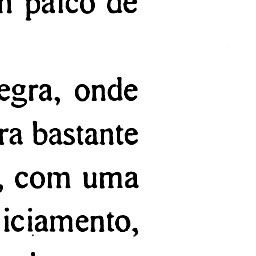 palco de
egra, onde
ra bastante
, com uma
iciamento,